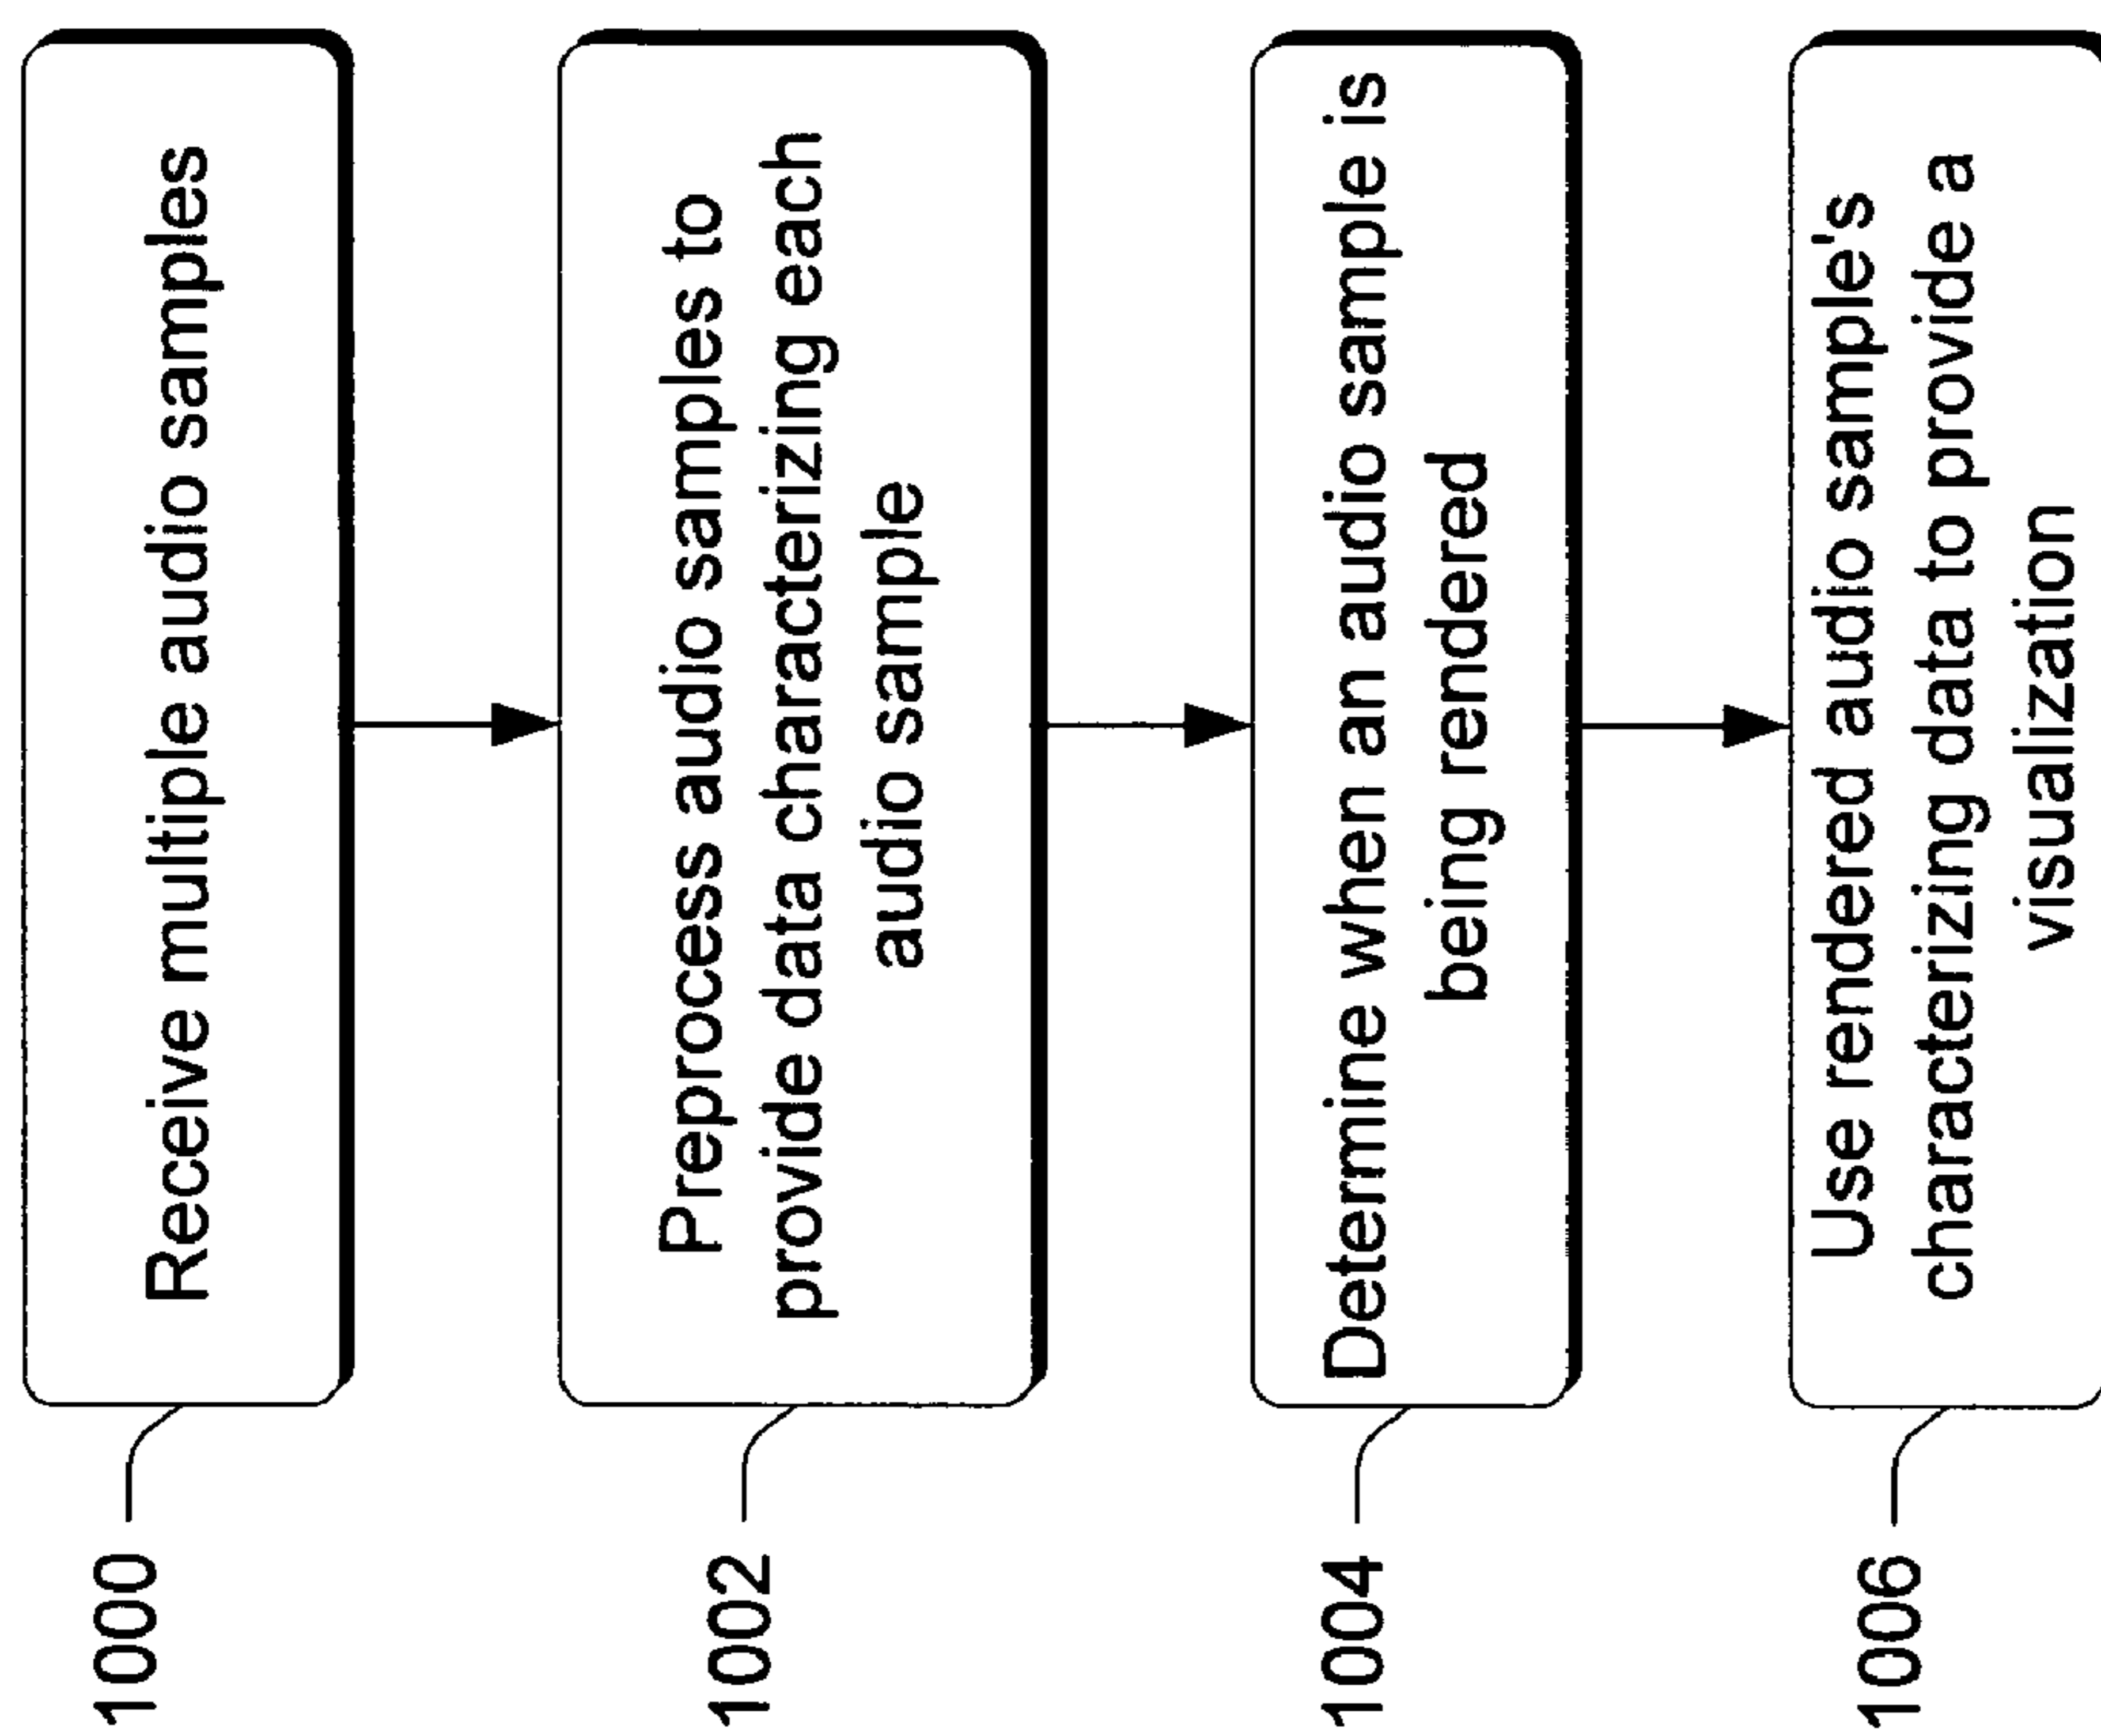 1000
Receive multiple audio samples
1002
Preprocess audio samples to
provide data characterizing each
audio sample
1004
Determine when an audio sample is
being rendered
1006
Use rendered audio sample's
characterizing data to provide a
visualization